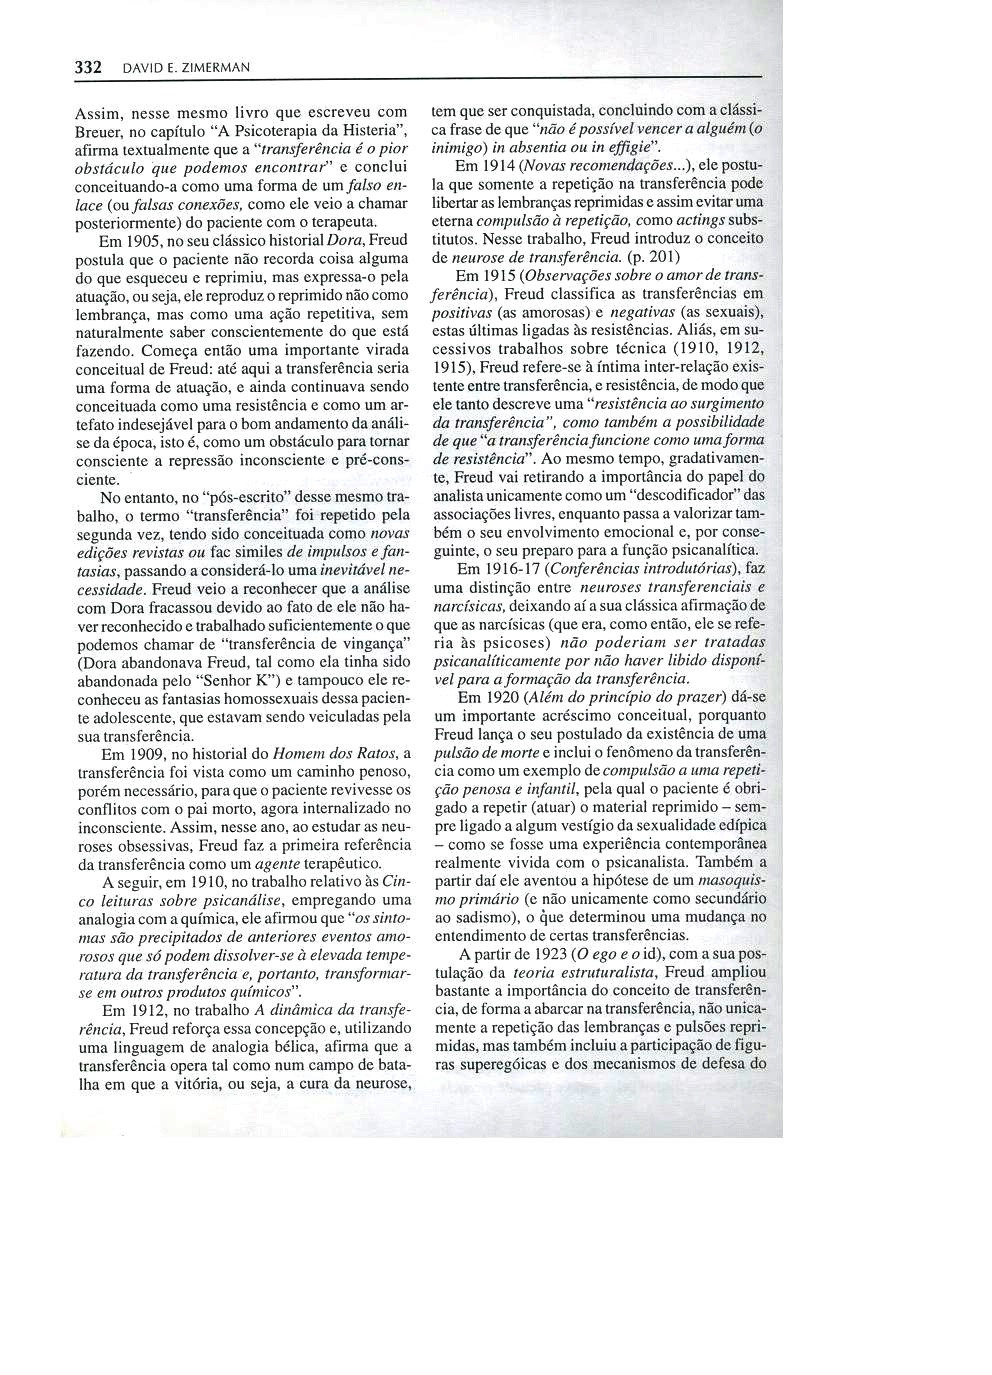 332 DAVID E. ZIMERMAN
Assim, nesse mesmo livro que escreveu com
Breuer, no capítulo “A Psicoterapia da Histeria”,
afirma textualmente que a “transferência é o pior
obstáculo que podemos encontrar” e conclui
conceituando-a como uma forma de um falso en-
lace (ou falsas conexões, como ele veio a chamar
posteriormente) do paciente com o terapeuta.
Em 1905, no seu clássico historial Dora, Freud
postula que o paciente não recorda coisa alguma
do que esqueceu e reprimiu, mas expressa-o pela
atuação, ou seja, ele reproduz o reprimido não como
lembrança, mas como uma ação repetitiva, sem
naturalmente saber conscientemente do que está
fazendo. Começa então uma importante virada
conceitual de Freud: até aqui a transferência seria
uma forma de atuação, e ainda continuava sendo
conceituada como uma resistência e como um ar-
tefato indesejável para o bom andamento da análi-
se da época, isto é, como um obstáculo para tornar
consciente a repressão inconsciente e pré-cons-
ciente.
No entanto, no “pós-escrito” desse mesmo tra-
balho, o termo “transferência” foi repetido pela
segunda vez, tendo sido conceituada como novas
edições revistas ou fac similes de impulsos e fan-
tasias, passando a considerá-lo uma inevitável ne-
cessidade. Freud veio a reconhecer que a análise
com Dora fracassou devido ao fato de ele não ha-
ver reconhecido e trabalhado suficientemente o que
podemos chamar de “transferência de vingança”
(Dora abandonava Freud, tal como ela tinha sido
abandonada pelo “Senhor K”) e tampouco ele re-
conheceu as fantasias homossexuais dessa pacien-
te adolescente, que estavam sendo veiculadas pela
sua transferência.
Em 1909, no historial do Homem dos Ratos, a
transferência foi vista como um caminho penoso,
porém necessário, para que o paciente revivesse os
conflitos com o pai morto, agora internalizado no
inconsciente. Assim, nesse ano, ao estudar as neu-
roses obsessivas, Freud faz a primeira referência
da transferência como um agente terapêutico.
A seguir, em 1910, no trabalho relativo às Cin-
co leituras sobre psicanálise, empregando uma
analogia com a química, ele afirmou que “os sinto-
mas são precipitados de anteriores eventos amo-
rosos que só podem dissolver-se à elevada tempe-
ratura da transferência e, portanto, transformar-
se em outros produtos químicos”.
Em 1912, no trabalho A dinâmica da transfe-
rência, Freud reforça essa concepção e, utilizando
uma linguagem de analogia bélica, afirma que a
transferência opera tal como num campo de bata-
lha em que a vitória, ou seja, a cura da neurose,
tem que ser conquistada, concluindo com a clássi-
ca frase de que “não é possível vencer a alguém (o
inimigo) in absentia ou in effigie”.
Em 1914 (Novas recomendações...), ele postu-
la que somente a repetição na transferência pode
libertar as lembranças reprimidas e assim evitar uma
eterna compulsão à repetição, como actings subs-
titutos. Nesse trabalho, Freud introduz o conceito
de neurose de transferência. (p. 201)
Em 1915 (Observações sobre o amor de trans-
ferência), Freud classifica as transferências em
positivas (as amorosas) e negativas (as sexuais),
estas últimas ligadas às resistências. Aliás, em su-
cessivos trabalhos sobre técnica (1910, 1912,
1915), Freud refere-se à íntima inter-relação exis-
tente entre transferência, e resistência, de modo que
ele tanto descreve uma “resistência ao surgimento
da transferência”, como também a possibilidade
de que “a transferência funcione como uma forma
de resistência”. Ao mesmo tempo, gradativamen-
te, Freud vai retirando a importância do papel do
analista unicamente como um “descodificador” das
associações livres, enquanto passa a valorizar tam-
bém o seu envolvimento emocional e, por conse-
guinte, o seu preparo para a função psicanalítica.
Em 1916-17 (Conferências introdutórias), faz
uma distinção entre neuroses transferenciais e
narcísicas, deixando aí a sua clássica afirmação de
que as narcísicas (que era, como então, ele se refe-
ria às psicoses) não poderiam ser tratadas
psicanalíticamente por não haver libido disponí-
vel para a formação da transferência.
Em 1920 (Além do princípio do prazer) dá-se
um importante acréscimo conceitual, porquanto
Freud lança o seu postulado da existência de uma
pulsão de morte e inclui o fenômeno da transferên-
cia como um exemplo de compulsão a uma repeti-
ção penosa e infantil, pela qual o paciente é obri-
gado a repetir (atuar) o material reprimido – sem-
pre ligado a algum vestígio da sexualidade edípica
– como se fosse uma experiência contemporânea
realmente vivida com o psicanalista. Também a
partir daí ele aventou a hipótese de um masoquis-
mo primário (e não unicamente como secundário
ao sadismo), o que determinou uma mudança no
entendimento de certas transferências.
A partir de 1923 (O ego e o id), com a sua pos-
tulação da teoria estruturalista, Freud ampliou
bastante a importância do conceito de transferên-
cia, de forma a abarcar na transferência, não unica-
mente a repetição das lembranças e pulsões repri-
midas, mas também incluiu a participação de figu-
ras superegóicas e dos mecanismos de defesa do